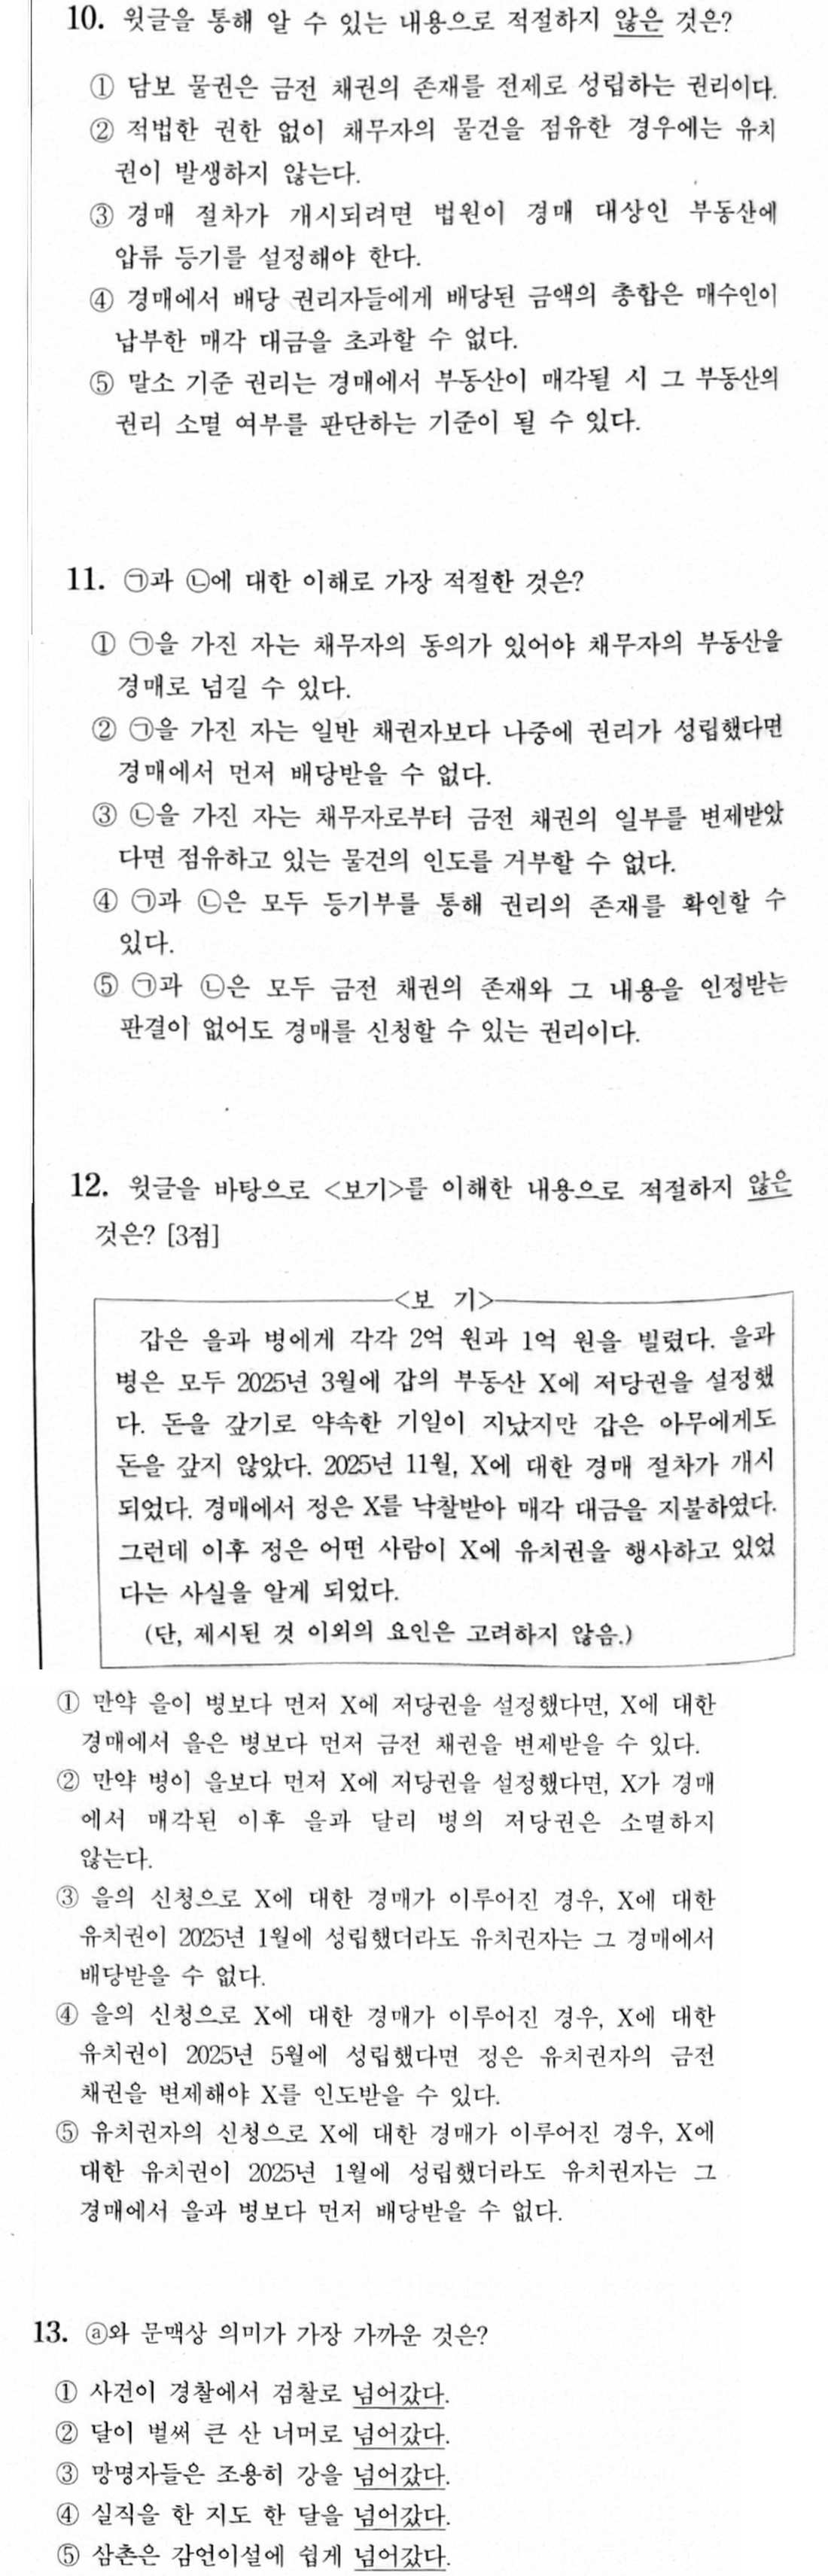 10. 윗글을 통해 알 수 있는 내용으로 적절하지 않은 것은?
① 담보 물권은 금전 채권의 존재를 전제로 성립하는 권리이다.
② 적법한 권한 없이 채무자의 물건을 점유한 경우에는 유치
권이 발생하지 않는다.
③ 경매 절차가 개시되려면 법원이 경매 대상인 부동산에
압류 등기를 설정해야 한다.
④ 경매에서 배당 권리자들에게 배당된 금액의 총합은 매수인이
납부한 매각 대금을 초과할 수 없다.
⑤ 말소 기준 권리는 경매에서 부동산이 매각될 시 그 부동산의
권리 소멸 여부를 판단하는 기준이 될 수 있다.
11. ㉠과 ㉡에 대한 이해로 가장 적절한 것은?
① ㉠을 가진 자는 채무자의 동의가 있어야 채무자의 부동산을
경매로 넘길 수 있다.
② ㉠을 가진 자는 일반 채권자보다 나중에 권리가 성립했다면
경매에서 먼저 배당받을 수 없다.
③ ㉡을 가진 자는 채무자로부터 금전 채권의 일부를 변제받았
다면 점유하고 있는 물건의 인도를 거부할 수 없다.
④ ㉠과 ㉡은 모두 등기부를 통해 권리의 존재를 확인할 수
있다.
⑤ ㉠과 ㉡은 모두 금전 채권의 존재와 그 내용을 인정받는
판결이 없어도 경매를 신청할 수 있는 권리이다.
12. 윗글을 바탕으로 <보기>를 이해한 내용으로 적절하지 않은
것은? [3점]
<보 기>
갑은 을과 병에게 각각 2억 원과 1억 원을 빌렸다. 을과
병은 모두 2025년 3월에 갑의 부동산 X에 저당권을 설정했
다. 돈을 갚기로 약속한 기일이 지났지만 갑은 아무에게도
돈을 갚지 않았다. 2025년 11월, X에 대한 경매 절차가 개시
되었다. 경매에서 정은 X를 낙찰받아 매각 대금을 지불하였다.
그런데 이후 정은 어떤 사람이 X에 유치권을 행사하고 있었
다는 사실을 알게 되었다.
(단, 제시된 것 이외의 요인은 고려하지 않음.)
① 만약 을이 병보다 먼저 X에 저당권을 설정했다면, X에 대한
경매에서 을은 병보다 먼저 금전 채권을 변제받을 수 있다.
② 만약 병이 을보다 먼저 X에 저당권을 설정했다면, X가 경매
에서 매각된 이후 을과 달리 병의 저당권은 소멸하지
않는다.
③ 을의 신청으로 X에 대한 경매가 이루어진 경우, X에 대한
유치권이 2025년 1월에 성립했더라도 유치권자는 그 경매에서
배당받을 수 없다.
④ 을의 신청으로 X에 대한 경매가 이루어진 경우, X에 대한
유치권이 2025년 5월에 성립했다면 정은 유치권자의 금전
채권을 변제해야 X를 인도받을 수 있다.
⑤ 유치권자의 신청으로 X에 대한 경매가 이루어진 경우, X에
대한 유치권이 2025년 1월에 성립했더라도 유치권자는 그
경매에서 을과 병보다 먼저 배당받을 수 없다.
13. ⓐ와 문맥상 의미가 가장 가까운 것은?
① 사건이 경찰에서 검찰로 넘어갔다.
② 달이 벌써 큰 산 너머로 넘어갔다.
③ 망명자들은 조용히 강을 넘어갔다.
④ 실직을 한 지도 한 달을 넘어갔다.
⑤ 삼촌은 감언이설에 쉽게 넘어갔다.